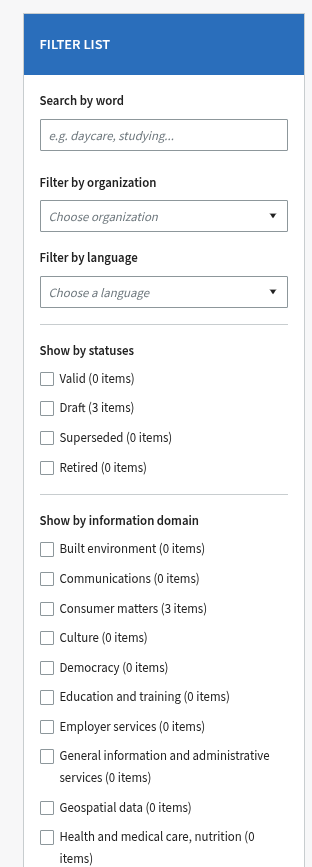 FILTER LIST
Search by word
e.g. daycare, studying...
Filter by organization
Choose organization
Filter by language
Choose a language
Show by statuses
Valid (0 items)
Draft (3 items)
Superseded (0 items)
Retired (0 items)
Show by information domain
Built environment (0 items)
Communications (0 items)
Consumer matters (3 items)
Culture (0 items)
Democracy (0 items)
Education and training (0 items)
Employer services (0 items)
General information and administrative
services (0 items)
Geospatial data (0 items)
Health and medical care, nutrition (0
items)